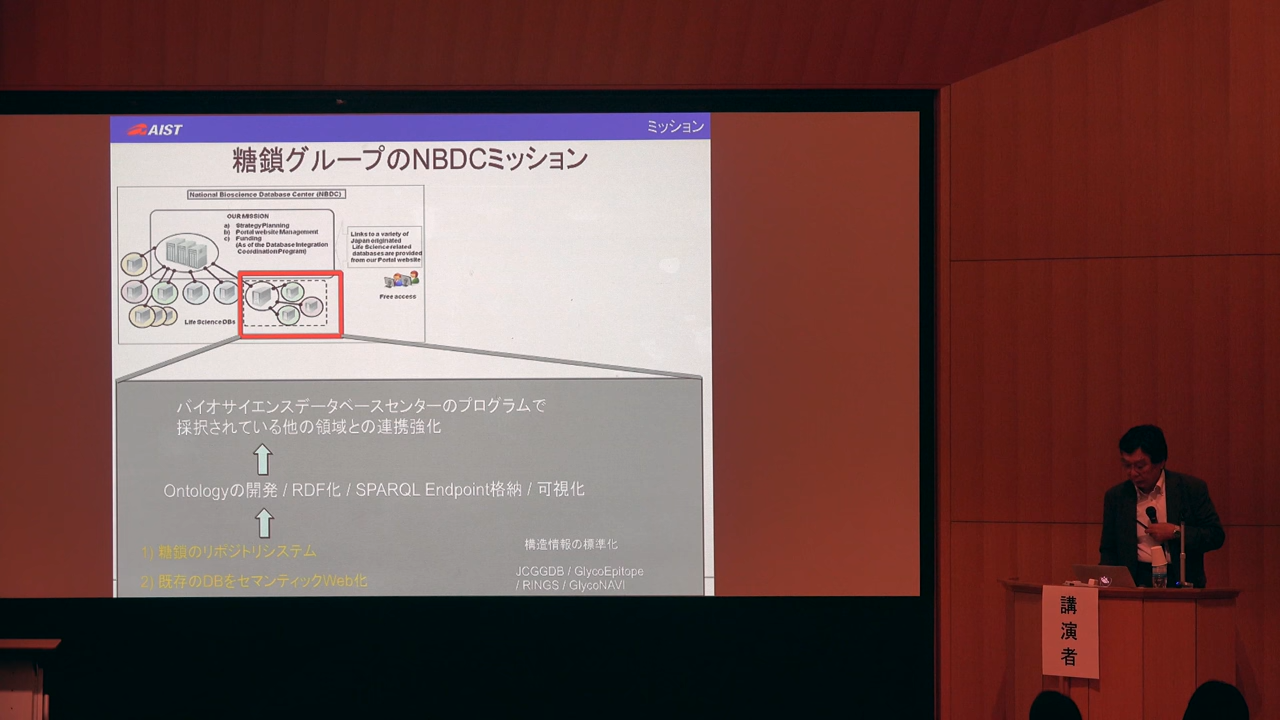 AIST
ミッション
糖鎖グループのNBDCミッション
National Bioscience Database Center (NBDC)
OUR MISSION
a) Strategy Planning
b) Portal website Management
c) Funding
(As of the Database Integration
Coordination Program)
Links to a variety of
Japan originated
Life Science related
databases are provided
from our Portal website
Free access
Life Science DBs
バイオサイエンスデータベースセンターのプログラムで
採択されている他の領域との連携強化
Ontologyの開発 / RDF化 / SPARQL Endpoint格納 / 可視化
1) 糖鎖のリポジトリシステム
2) 既存のDBをセマンティックWeb化
構造情報の標準化
JCGGDB / GlycoEpitope
/ RINGS / GlycoNAVI
講演者